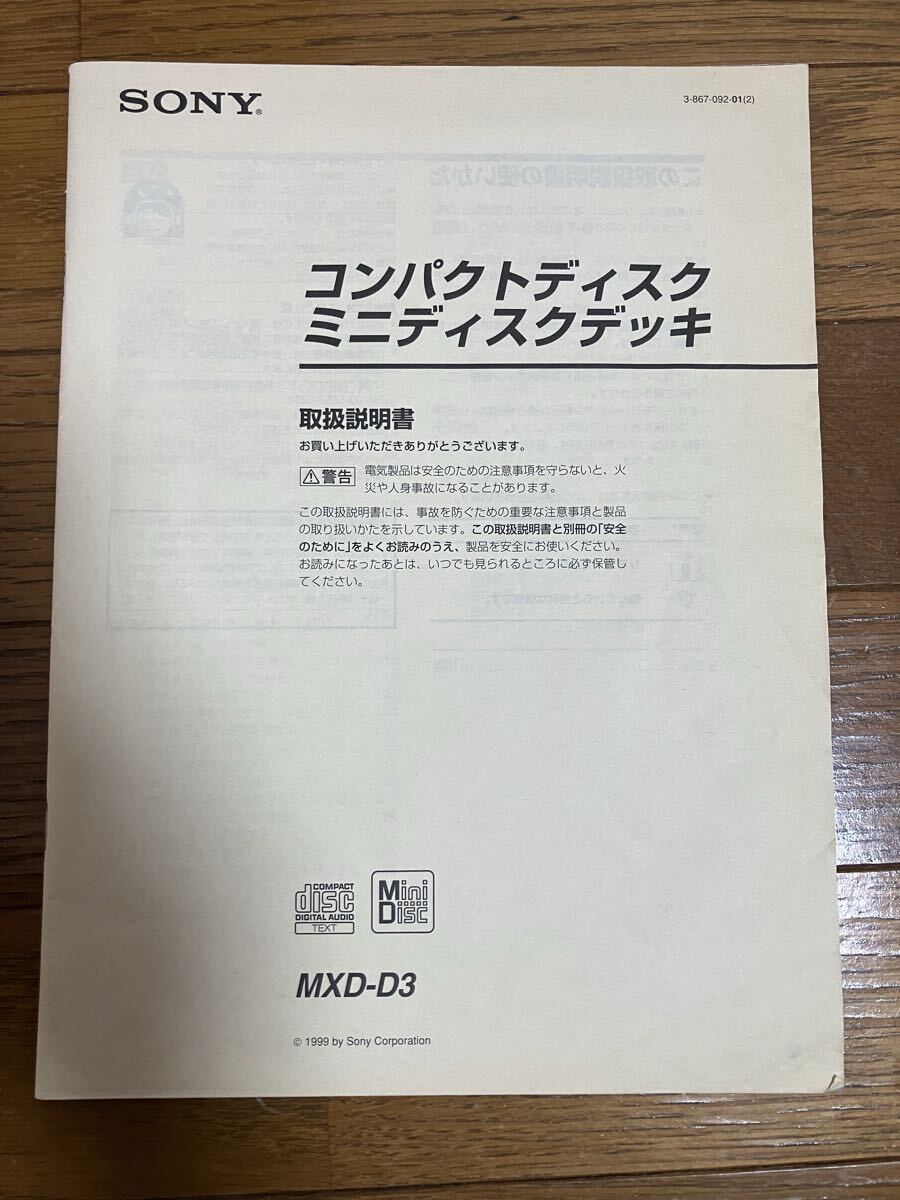 SONY®
3-867-092-01(2)
コンパクトディスク
ミニディスクデッキ
取扱説明書
お買い上げいただきありがとうございます。
⚠警告
電気製品は安全のための注意事項を守らないと、火
災や人身事故になることがあります。
この取扱説明書には、事故を防ぐための重要な注意事項と製品
の取り扱いかたを示しています。この取扱説明書と別冊の「安全
のために」をよくお読みのうえ、製品を安全にお使いください。
お読みになったあとは、いつでも見られるところに必ず保管し
てください。
COMPACT
disc
DIGITAL AUDIO
TEXT
Mini
Disc
MXD-D3
© 1999 by Sony Corporation